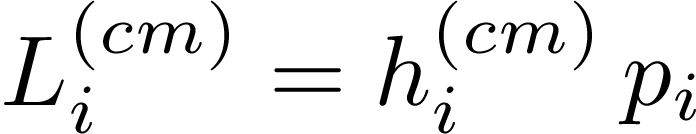 $L_i^{(cm)} = h_i^{(cm)} \, p_i$